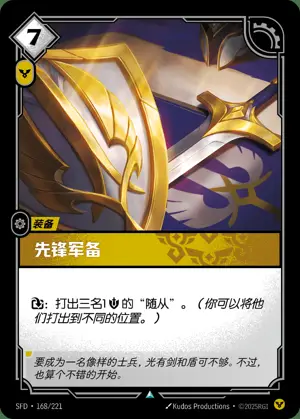 7
装备
先锋军备
：打出三名1的“随从”。（你可以将他
们打出到不同的位置。）
要成为一名像样的士兵，光有剑和盾可不够。不过，
这算个不错的开始。
SFD • 168/221
Kudos Productions • ©2025RGI